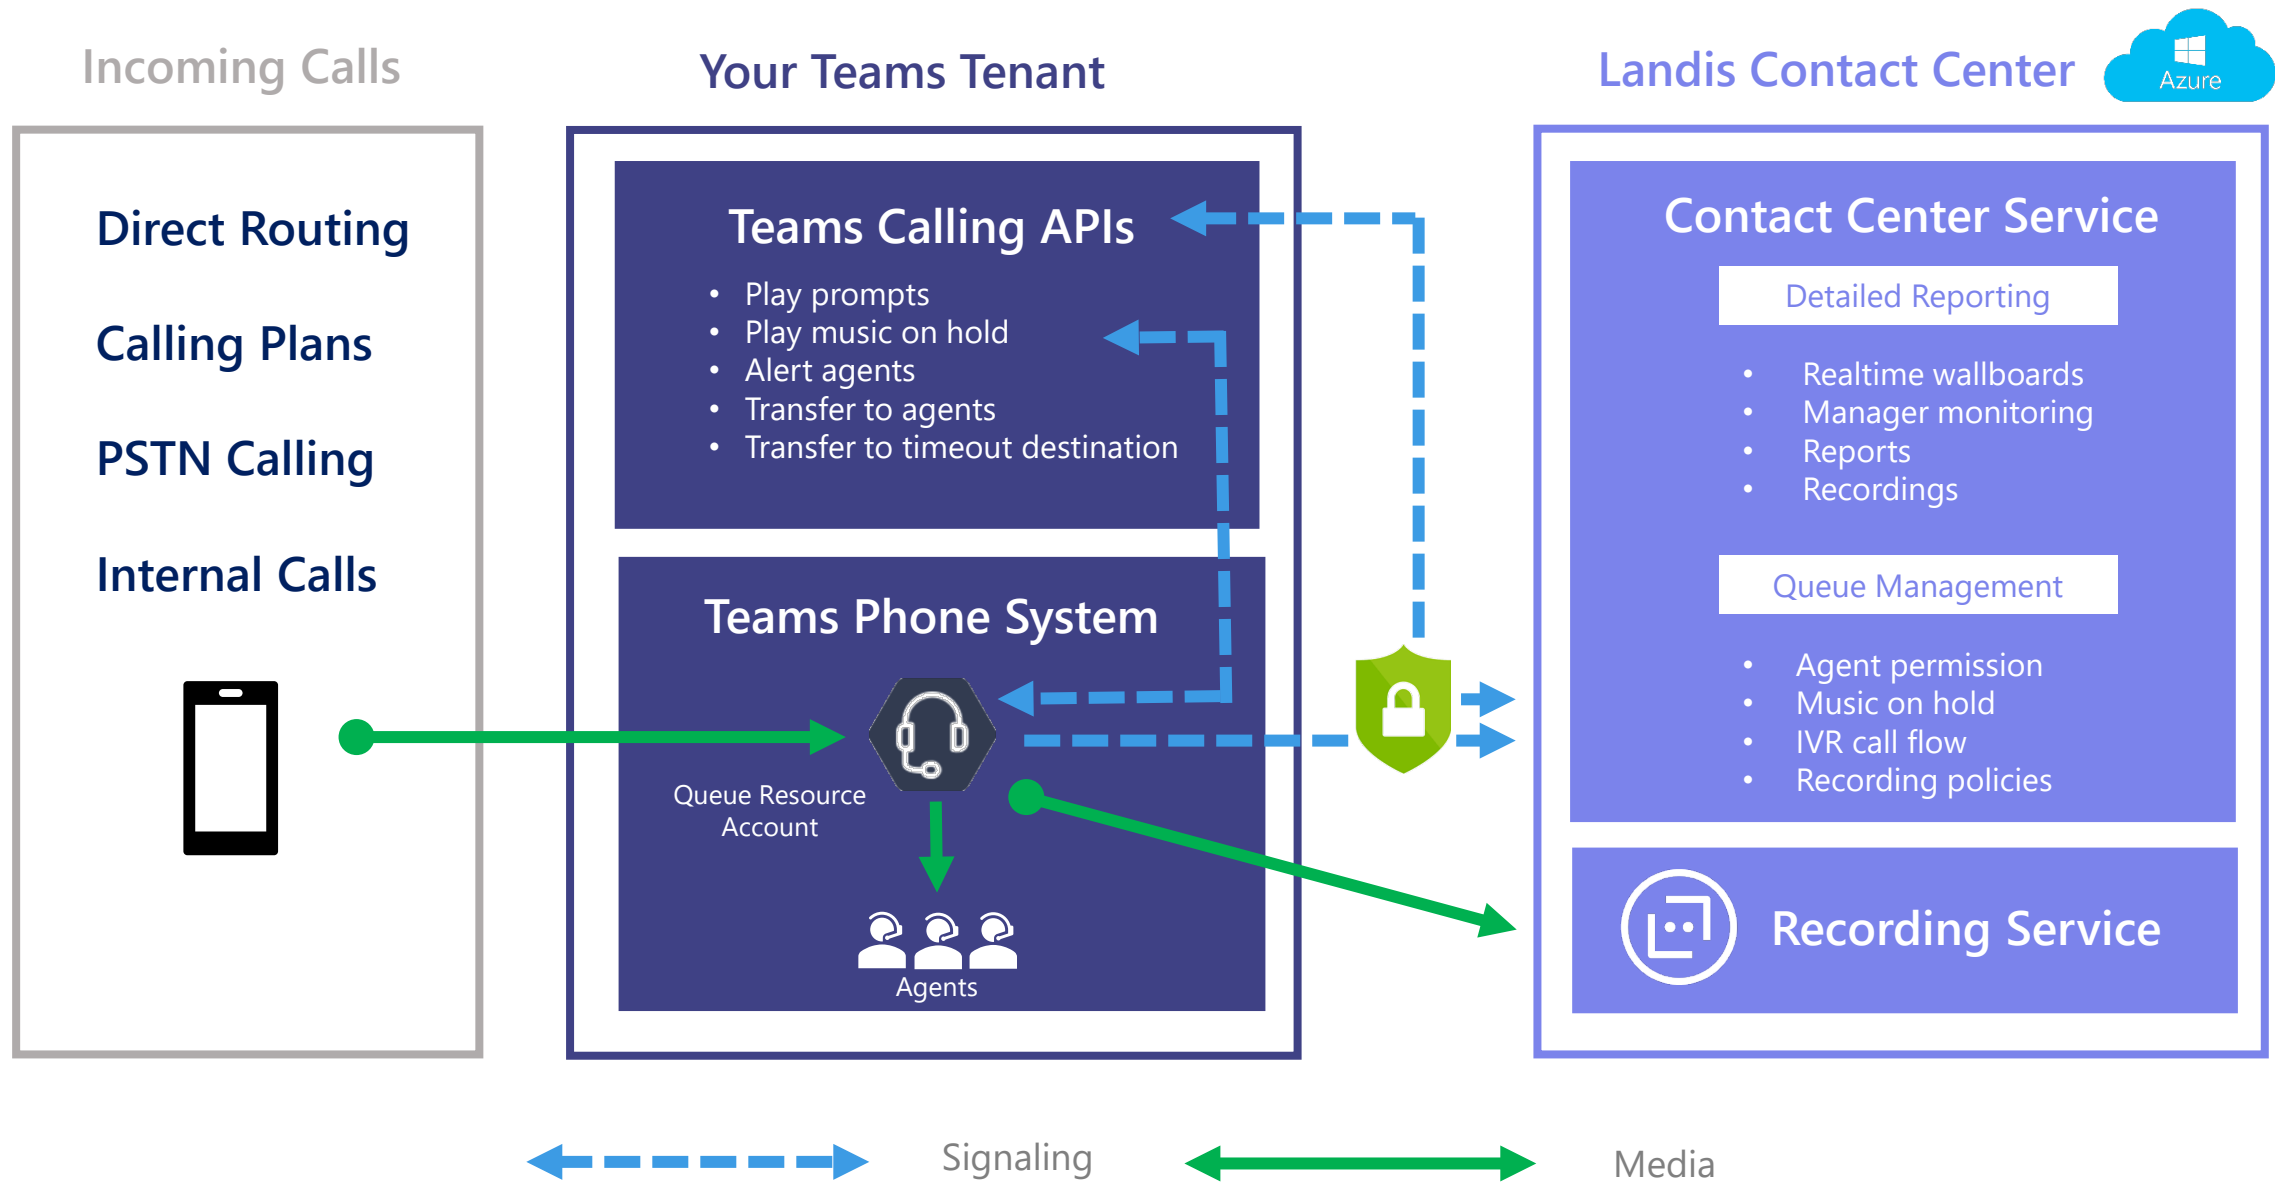 Incoming Calls
Direct Routing
Calling Plans
PSTN Calling
Internal Calls
Your Teams Tenant
Teams Calling APIs
• Play prompts
• Play music on hold
• Alert agents
• Transfer to agents
• Transfer to timeout destination
Teams Phone System
Queue Resource
Account
Agents
Landis Contact Center
Azure
Contact Center Service
Detailed Reporting
• Realtime wallboards
• Manager monitoring
• Reports
• Recordings
Queue Management
• Agent permission
• Music on hold
• IVR call flow
• Recording policies
Recording Service
Signaling
Media